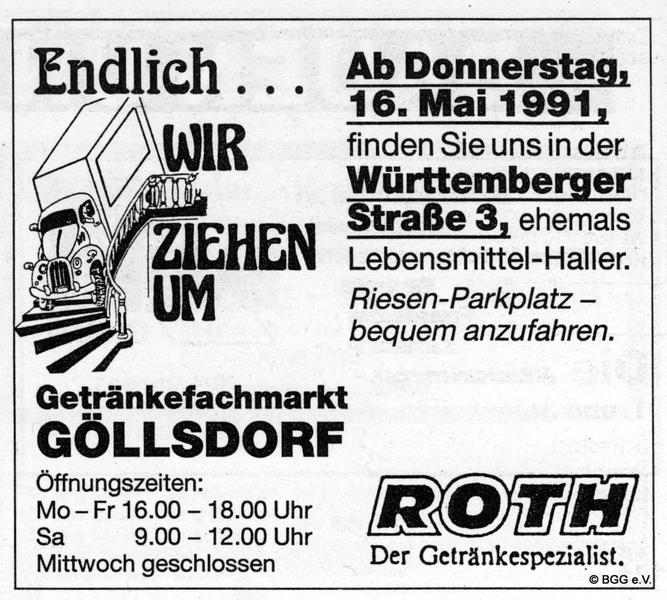 Endlich ...
WIR
ZIEHEN
UM
Ab Donnerstag,
16. Mai 1991,
finden Sie uns in der
Württemberger
Straße 3, ehemals
Lebensmittel-Haller.
Riesen-Parkplatz –
bequem anzufahren.
Getränkefachmarkt
GÖLLSDORF
Öffnungszeiten:
Mo – Fr 16.00 – 18.00 Uhr
Sa 9.00 – 12.00 Uhr
Mittwoch geschlossen
ROTH
Der Getränkespezialist.
© BGG e.V.